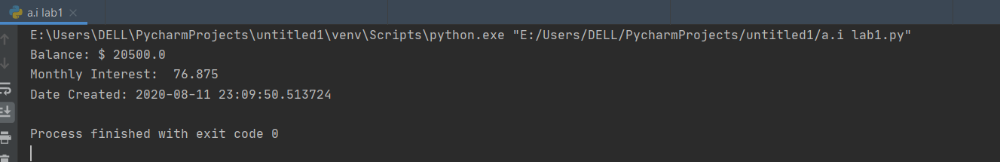 a.i lab1
E:\Users\DELL\PycharmProjects\untitled1\venv\Scripts\python.exe "E:/Users/DELL/PycharmProjects/untitled1/a.i lab1.py"
Balance: $ 20500.0
Monthly Interest:  76.875
Date Created: 2020-08-11 23:09:50.513724
Process finished with exit code 0